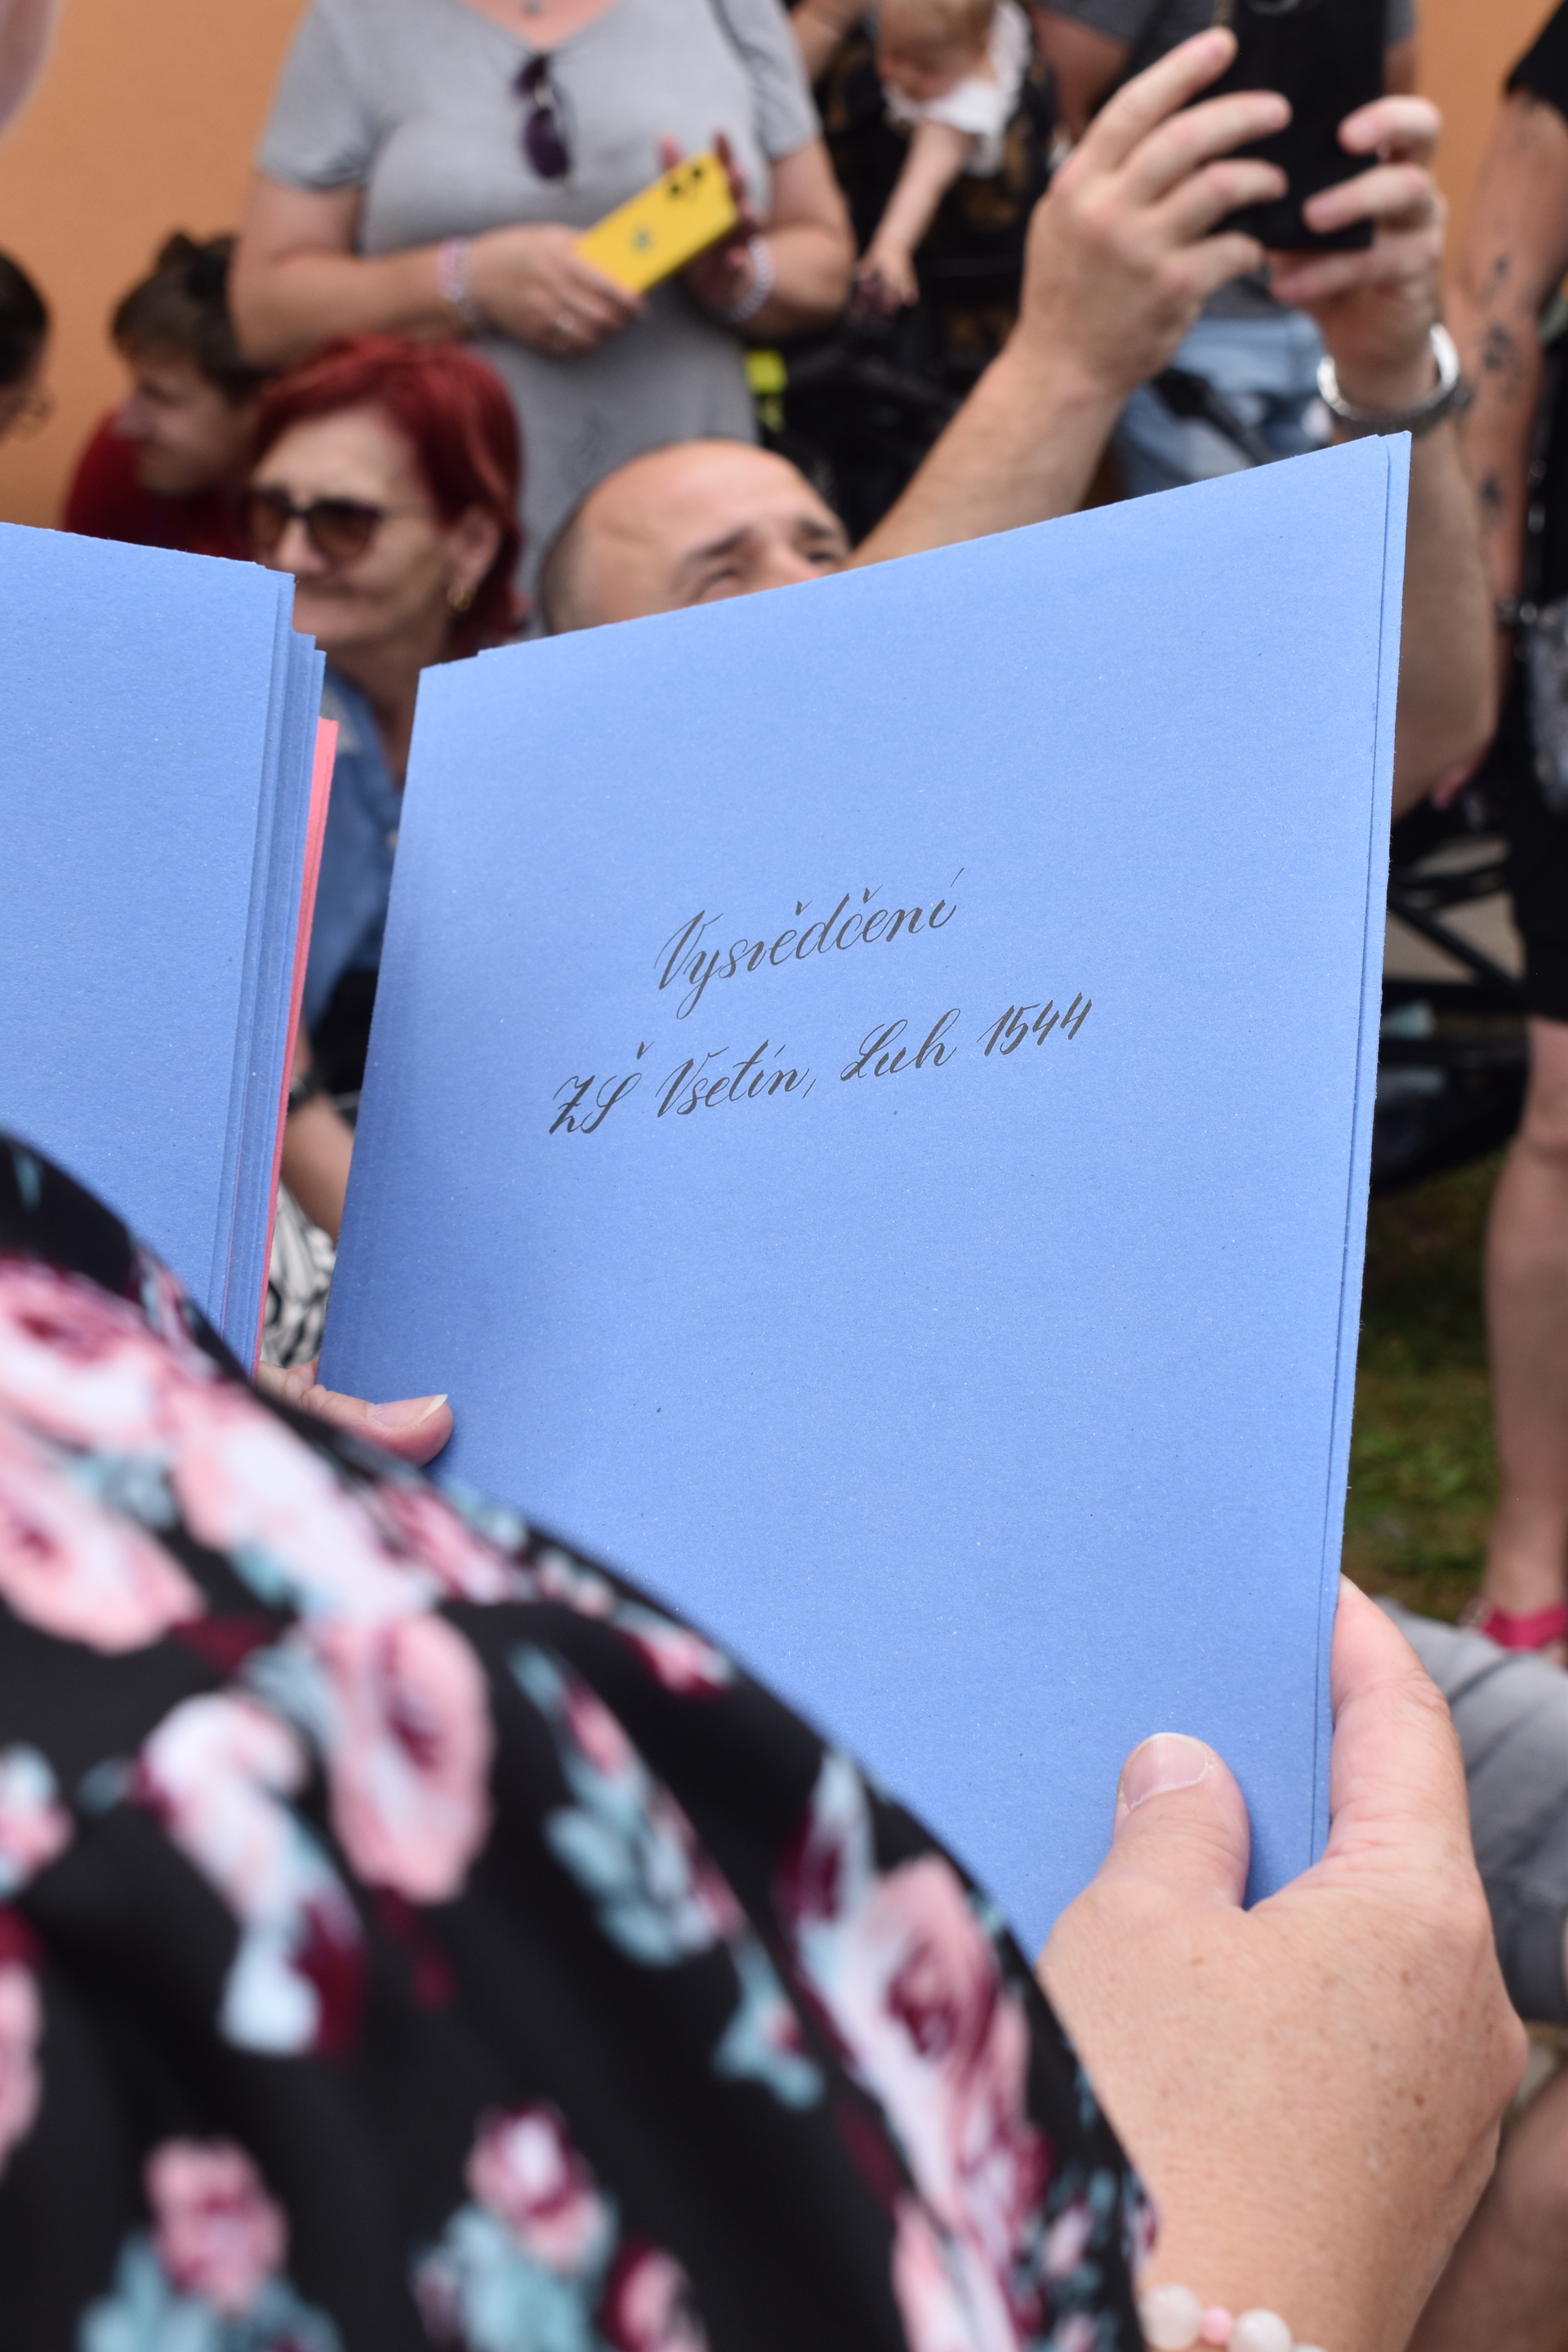 Vysvědčení
ZŠ Vsetín, Luh 1544